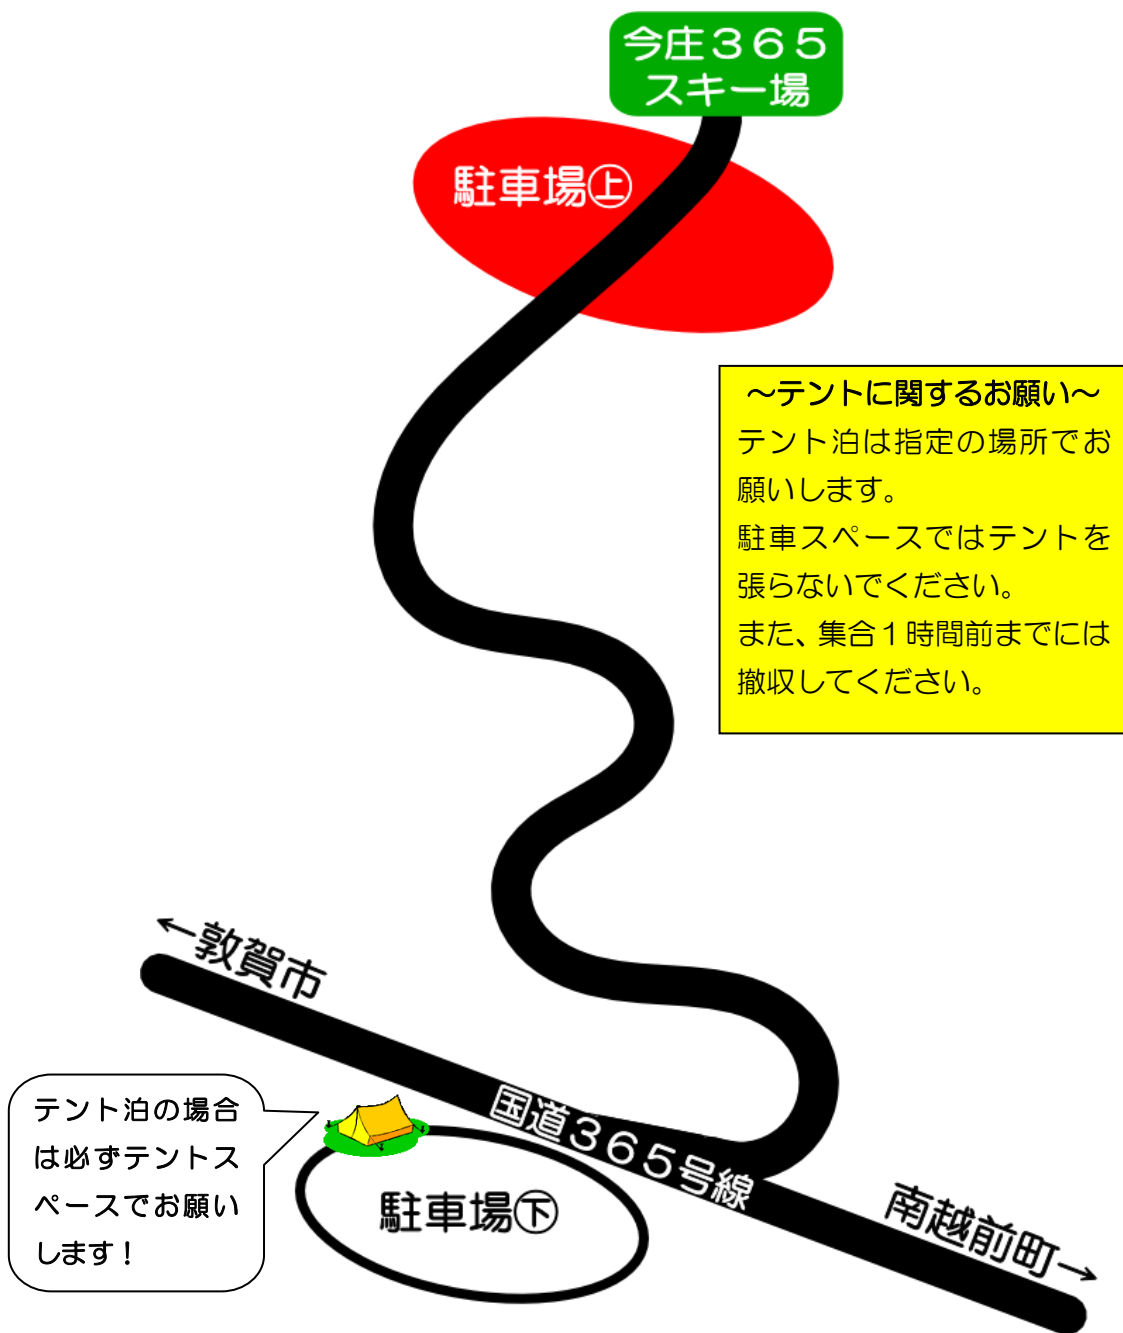 今庄３６５
スキー場
駐車場㊤
～テントに関するお願い～
テント泊は指定の場所でお
願いします。
駐車スペースではテントを
張らないでください。
また、集合１時間前までには
撤収してください。
←敦賀市
国道３６５号線
南越前町→
テント泊の場合
は必ずテントス
ペースでお願い
します！
駐車場㊦